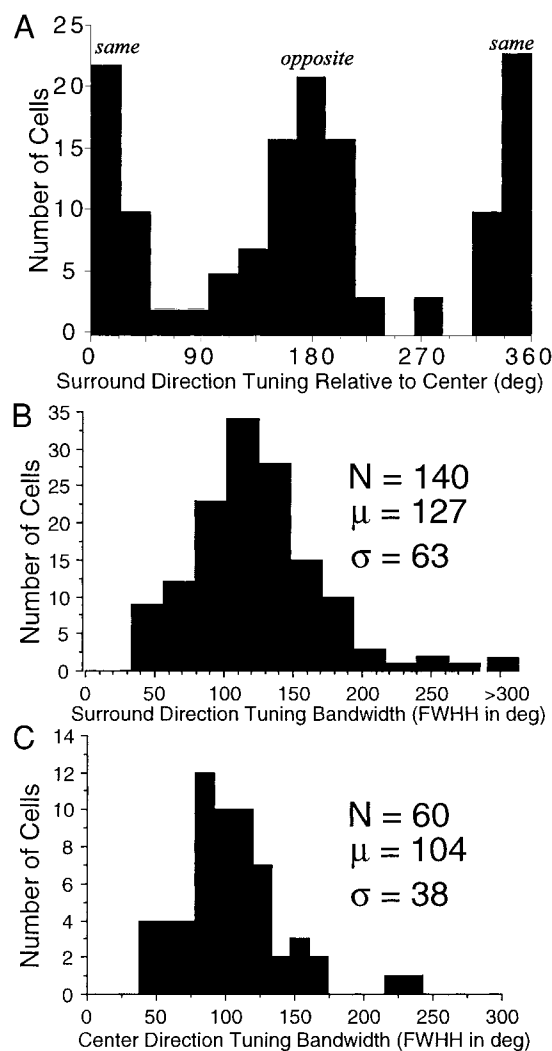 A
same
opposite
same
25
20
15
10
5
0
Number of Cells
0 90 180 270 360
Surround Direction Tuning Relative to Center (deg)
B
35
30
25
20
15
10
5
0
Number of Cells
N = 140
μ = 127
σ = 63
0 50 100 150 200 250 >300
Surround Direction Tuning Bandwidth (FWHH in deg)
C
14
12
10
8
6
4
2
0
Number of Cells
N = 60
μ = 104
σ = 38
0 50 100 150 200 250 300
Center Direction Tuning Bandwidth (FWHH in deg)